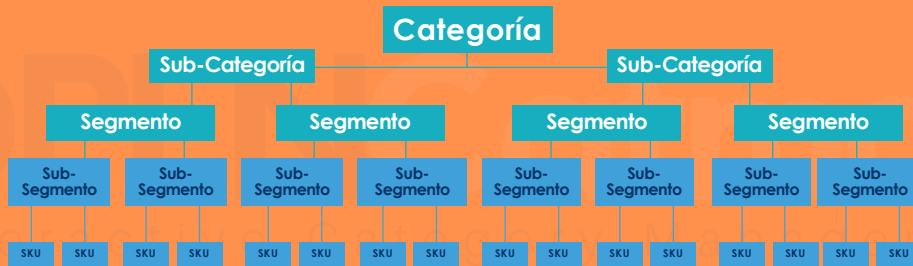 Categoría
Sub-Categoría Sub-Categoría
Segmento Segmento Segmento Segmento
Sub- Sub- Sub- Sub- Sub- Sub- Sub- Sub-
Segmento Segmento Segmento Segmento Segmento Segmento Segmento Segmento
SKU SKU SKU SKU SKU SKU SKU SKU SKU SKU SKU SKU SKU SKU SKU SKU